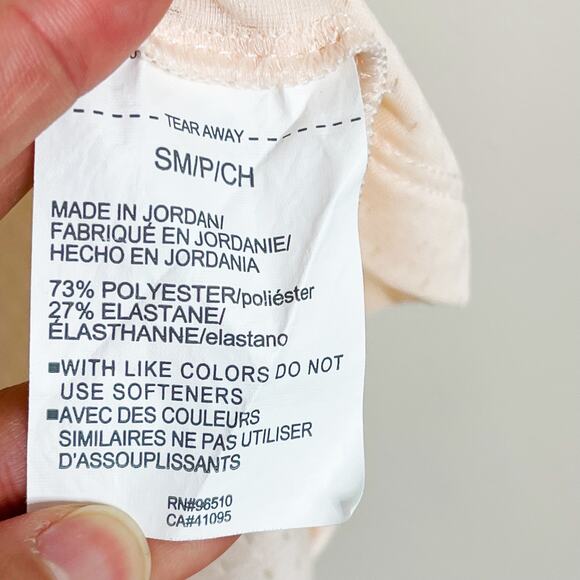 TEAR AWAY
SM/P/CH
MADE IN JORDAN/
FABRIQUÉ EN JORDANIE/
HECHO EN JORDANIA
73% POLYESTER/poliéster
27% ELASTANE/
ÉLASTHANNE/elastano
■WITH LIKE COLORS DO NOT
USE SOFTENERS
■AVEC DES COULEURS
SIMILAIRES NE PAS UTILISER
D'ASSOUPLISSANTS
RN#96510
CA#41095